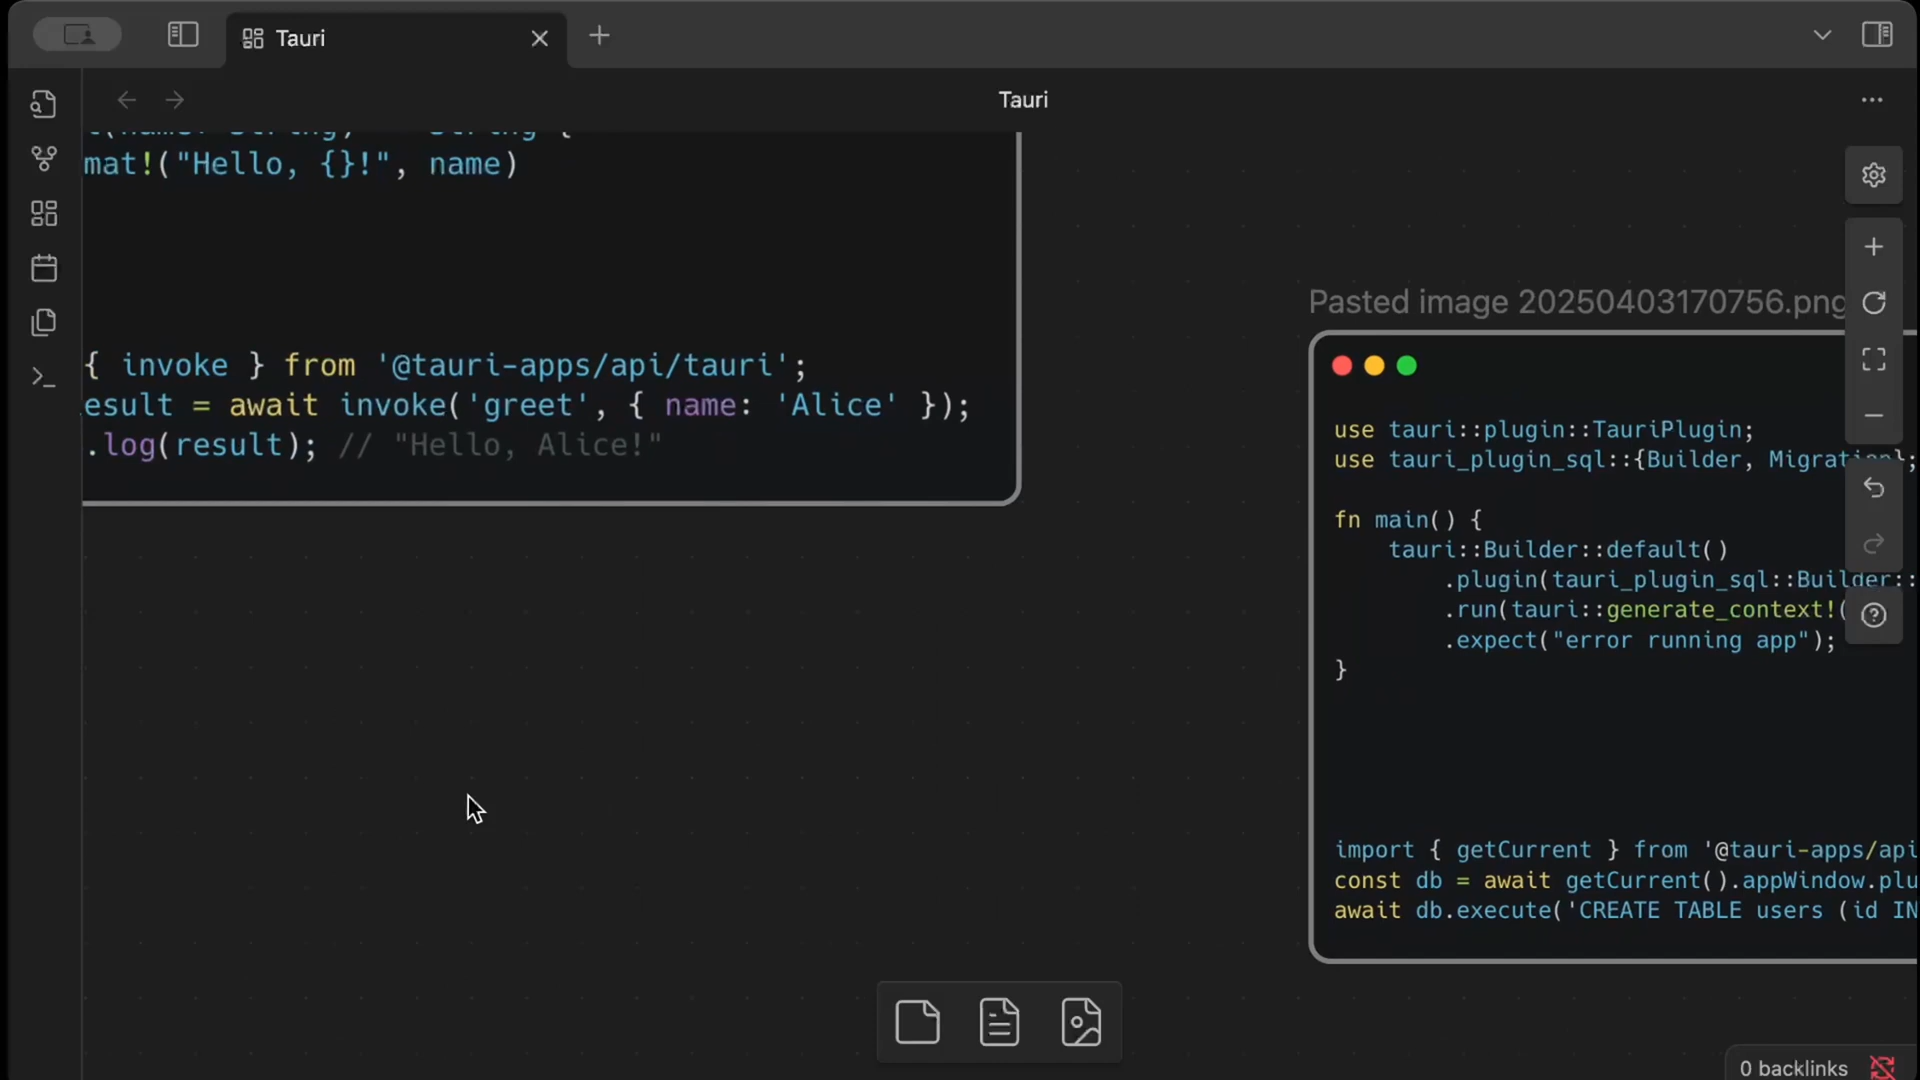 Tauri
Tauri
mat!("Hello, {}!", name)
{ invoke } from '@tauri-apps/api/tauri';
esult = await invoke('greet', { name: 'Alice' });
.log(result); // "Hello, Alice!"
Pasted image 20250403170756.png
use tauri::plugin::TauriPlugin;
use tauri_plugin_sql::{Builder, Migration};
fn main() {
tauri::Builder::default()
.plugin(tauri_plugin_sql::Builder::
.run(tauri::generate_context!(
.expect("error running app");
}
import { getCurrent } from '@tauri-apps/api
const db = await getCurrent().appWindow.plu
await db.execute('CREATE TABLE users (id IN
0 backlinks